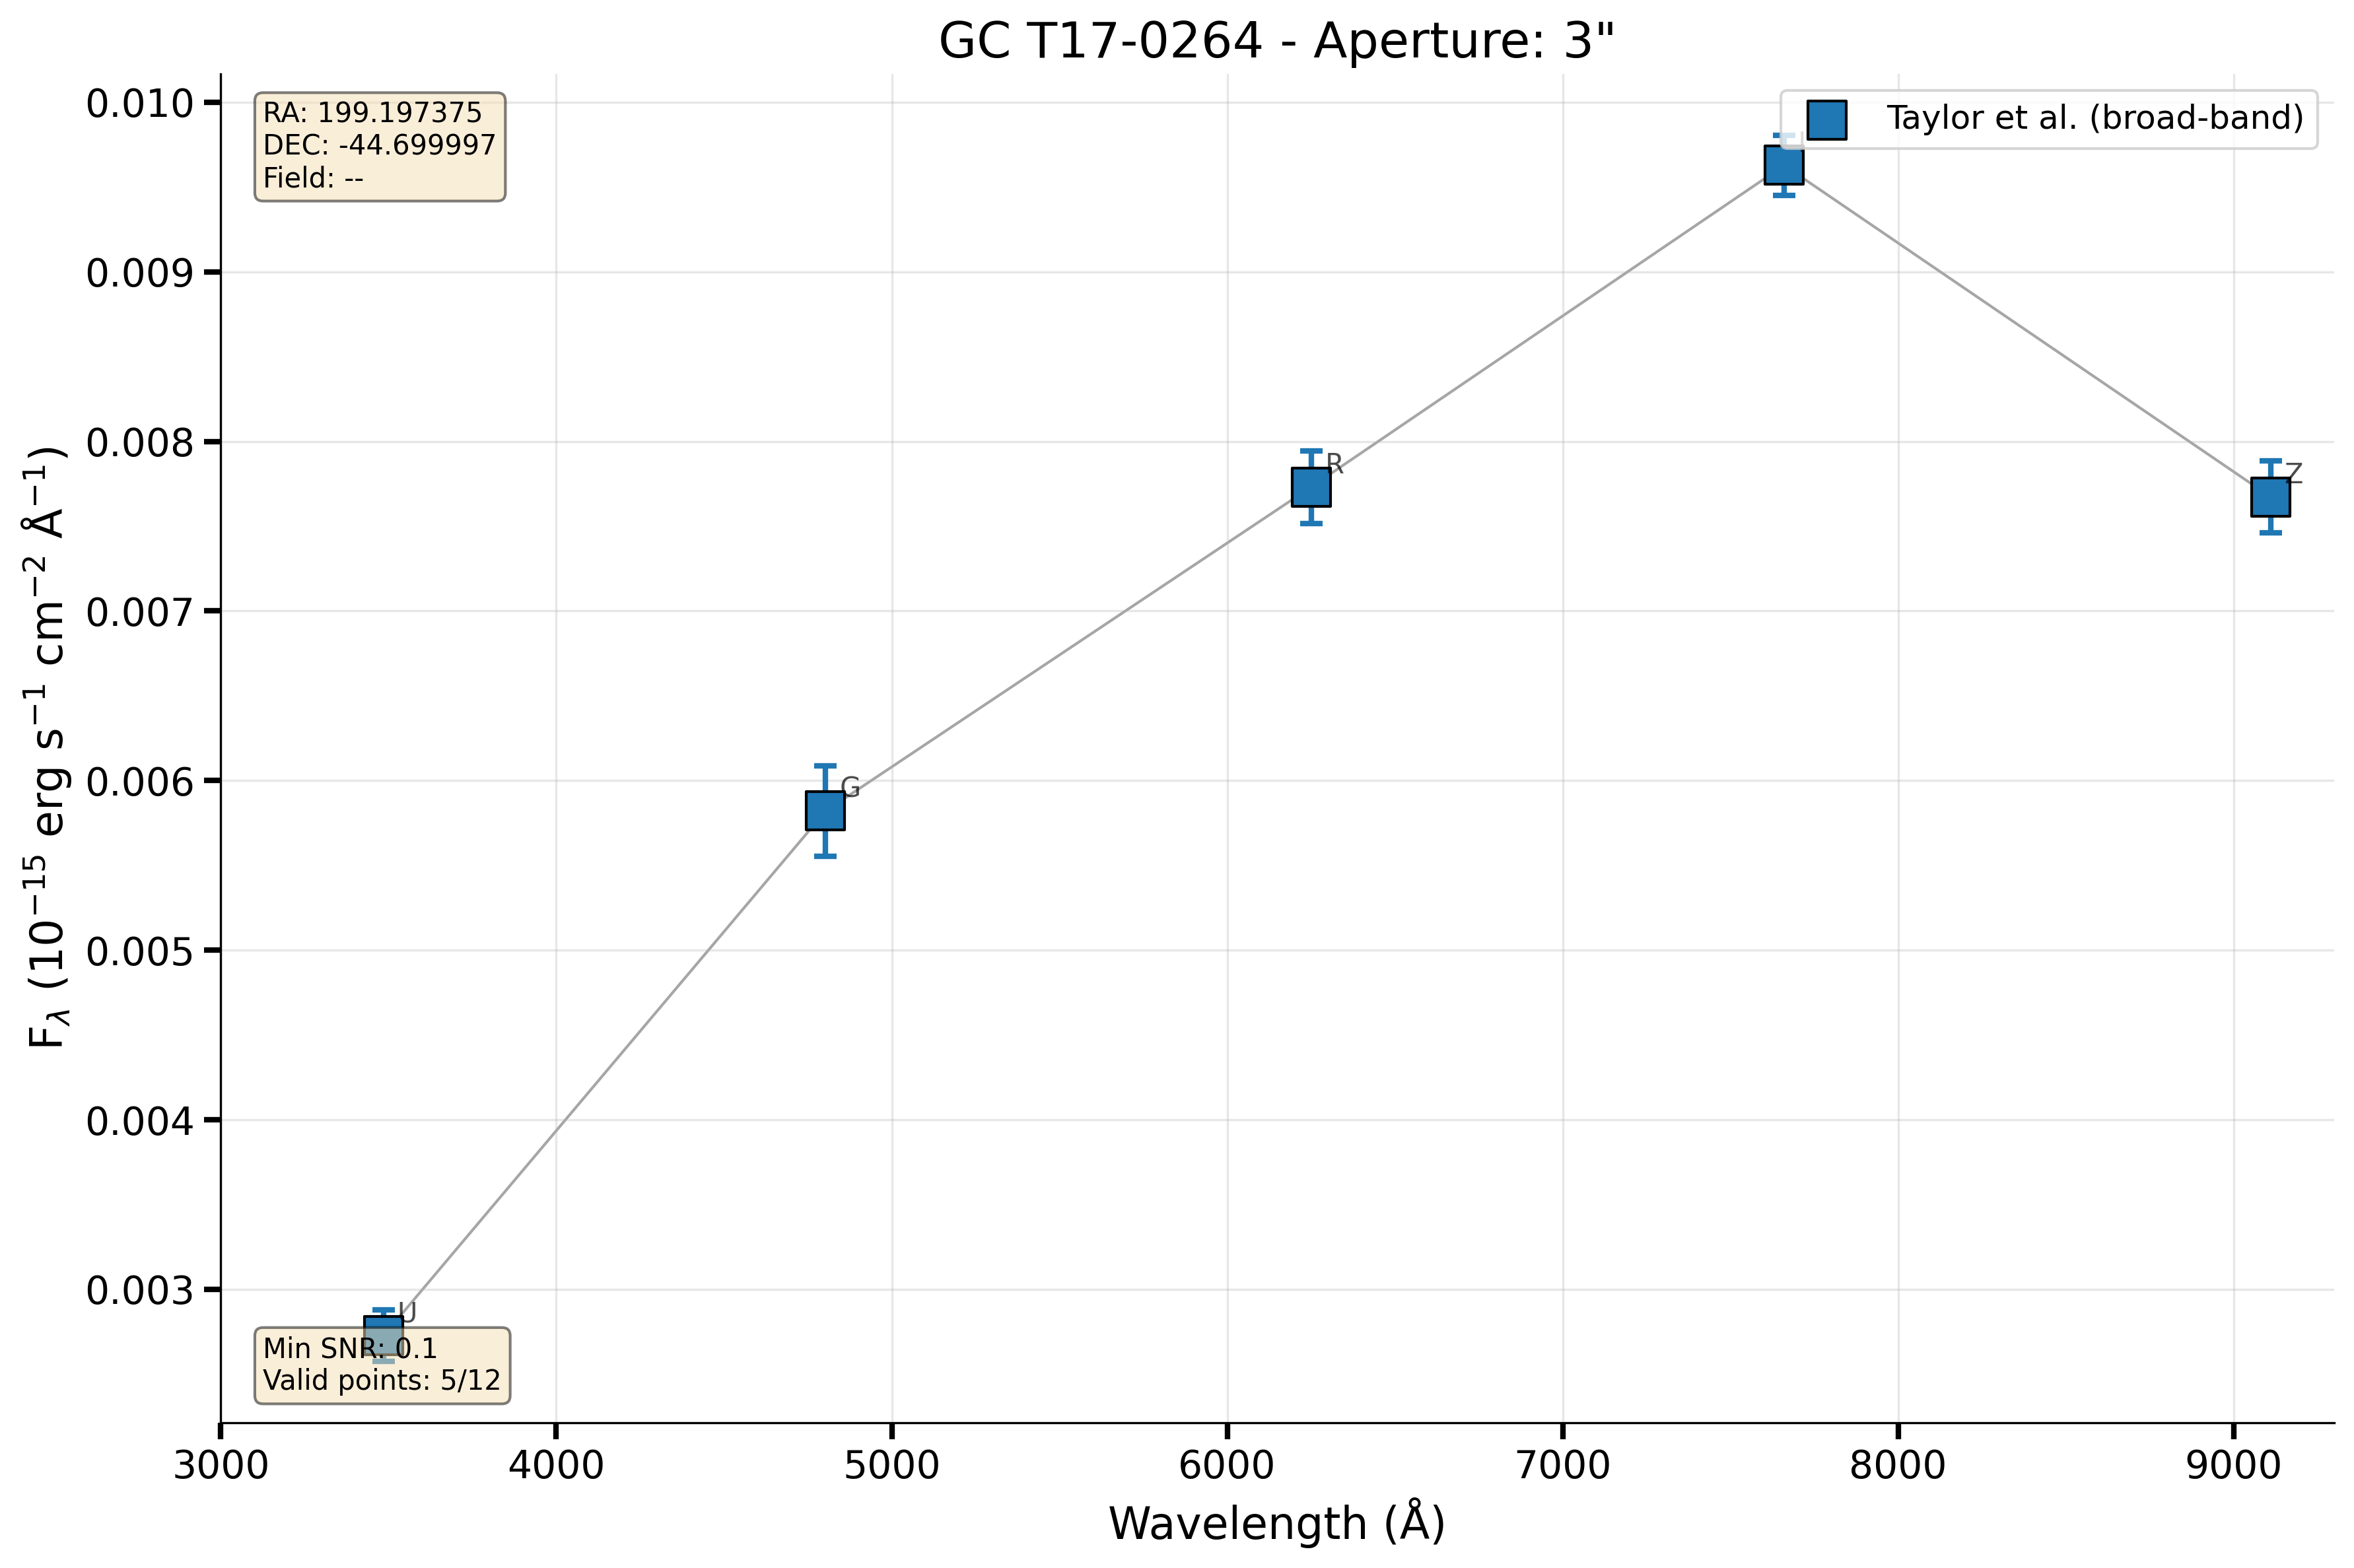 GC T17-0264 - Aperture: 3"
RA: 199.197375
DEC: -44.699997
Field: --
Taylor et al. (broad-band)
0.010
0.009
0.008
0.007
0.006
0.005
0.004
0.003
F_λ (10⁻¹⁵ erg s⁻¹ cm⁻² Å⁻¹)
U
G
R
Z
Min SNR: 0.1
Valid points: 5/12
3000 4000 5000 6000 7000 8000 9000
Wavelength (Å)